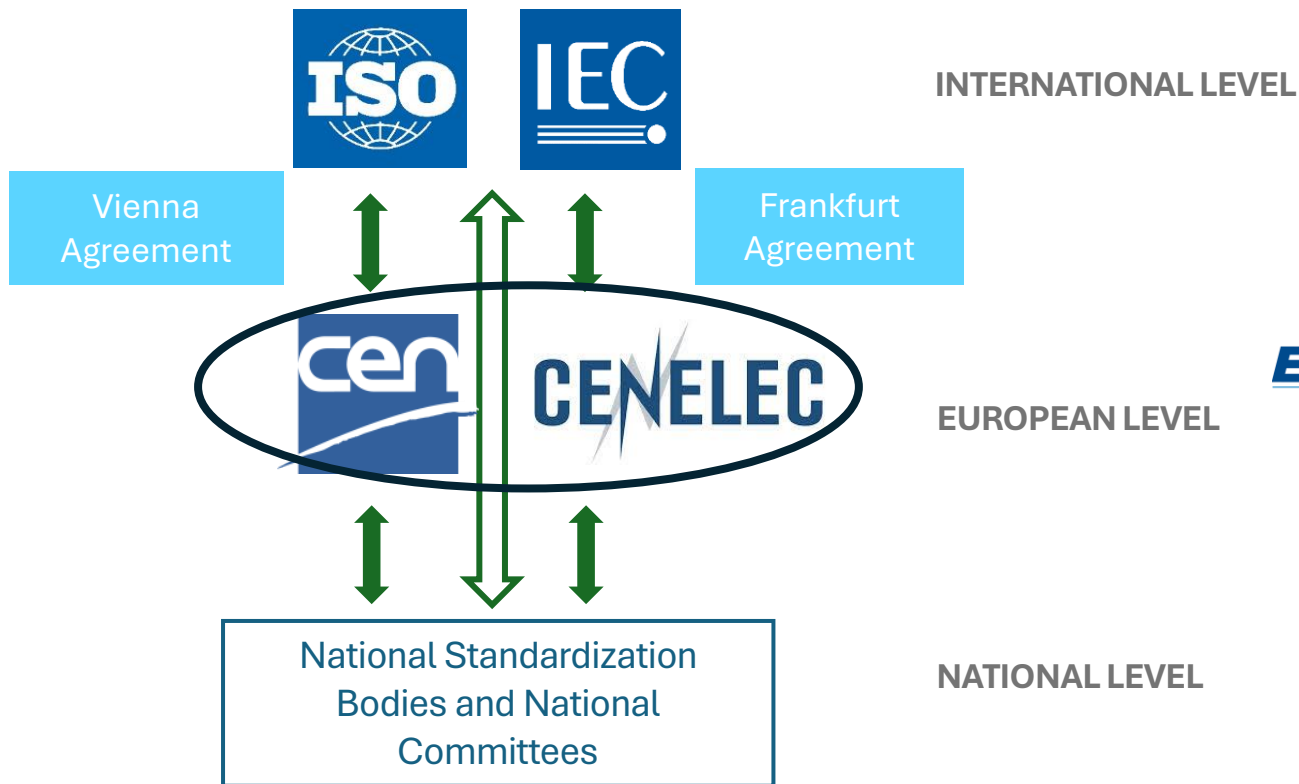 ISO
IEC
INTERNATIONAL LEVEL
Vienna
Agreement
Frankfurt
Agreement
cen
CENELEC
E
EUROPEAN LEVEL
National Standardization
Bodies and National
Committees
NATIONAL LEVEL